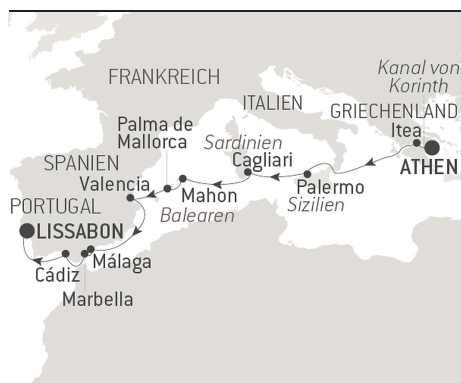 Kanal von
Korinth
FRANKREICH
ITALIEN
GRIECHENLAND
Itea
ATHEN
Palma de
Mallorca
Sardinien
Cagliari
SPANIEN
Valencia
Mahon
Palermo
Sizilien
Balearen
PORTUGAL
LISSABON
Málaga
Cádiz
Marbella